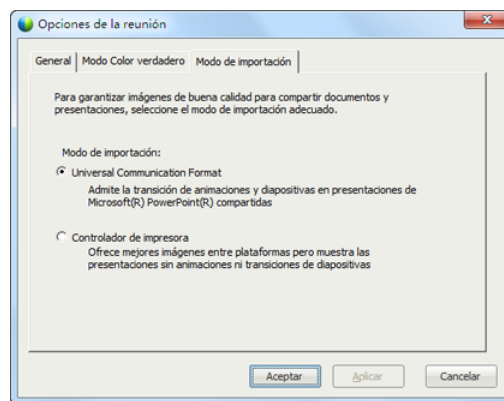 Opciones de la reunión
General Modo Color verdadero Modo de importación
Para garantizar imágenes de buena calidad para compartir documentos y
presentaciones, seleccione el modo de importación adecuado.
Modo de importación:
Universal Communication Format
Admite la transición de animaciones y diapositivas en presentaciones de
Microsoft(R) PowerPoint(R) compartidas
Controlador de impresora
Ofrece mejores imágenes entre plataformas pero muestra las
presentaciones sin animaciones ni transiciones de diapositivas
Aceptar Aplicar Cancelar